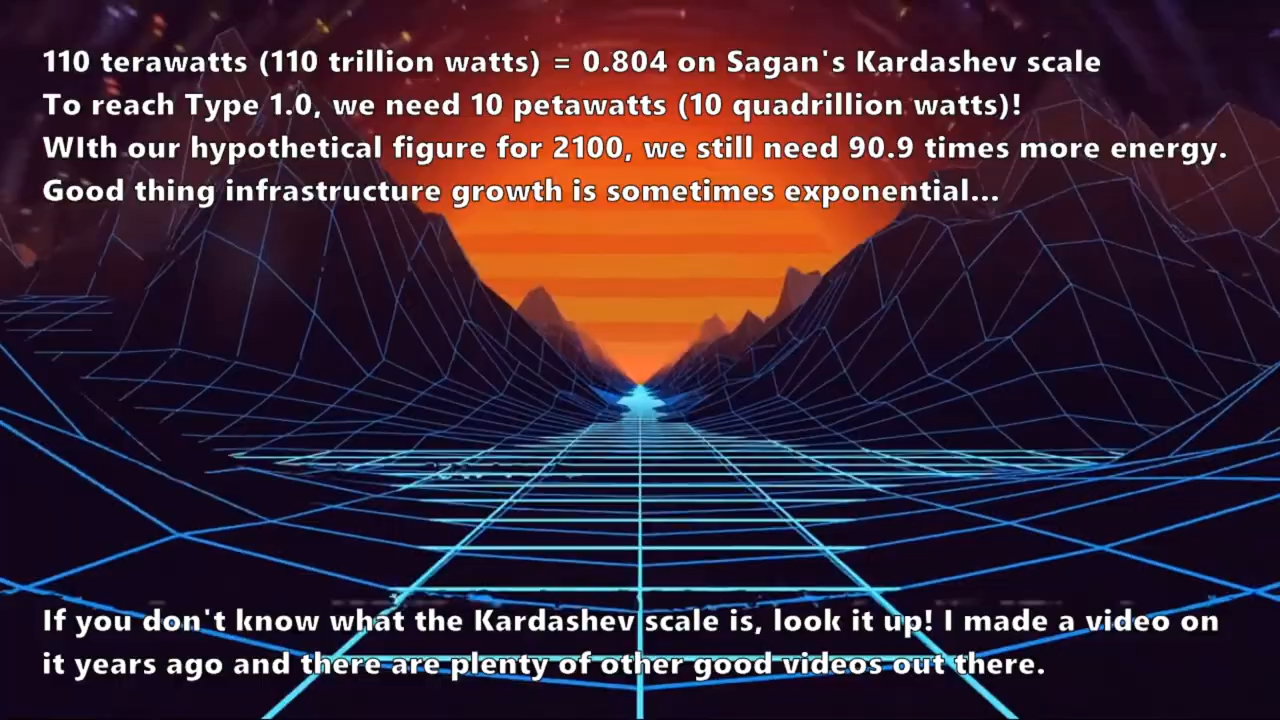 110 terawatts (110 trillion watts) = 0.804 on Sagan's Kardashev scale
To reach Type 1.0, we need 10 petawatts (10 quadrillion watts)!
WIth our hypothetical figure for 2100, we still need 90.9 times more energy.
Good thing infrastructure growth is sometimes exponential...
If you don't know what the Kardashev scale is, look it up! I made a video on
it years ago and there are plenty of other good videos out there.